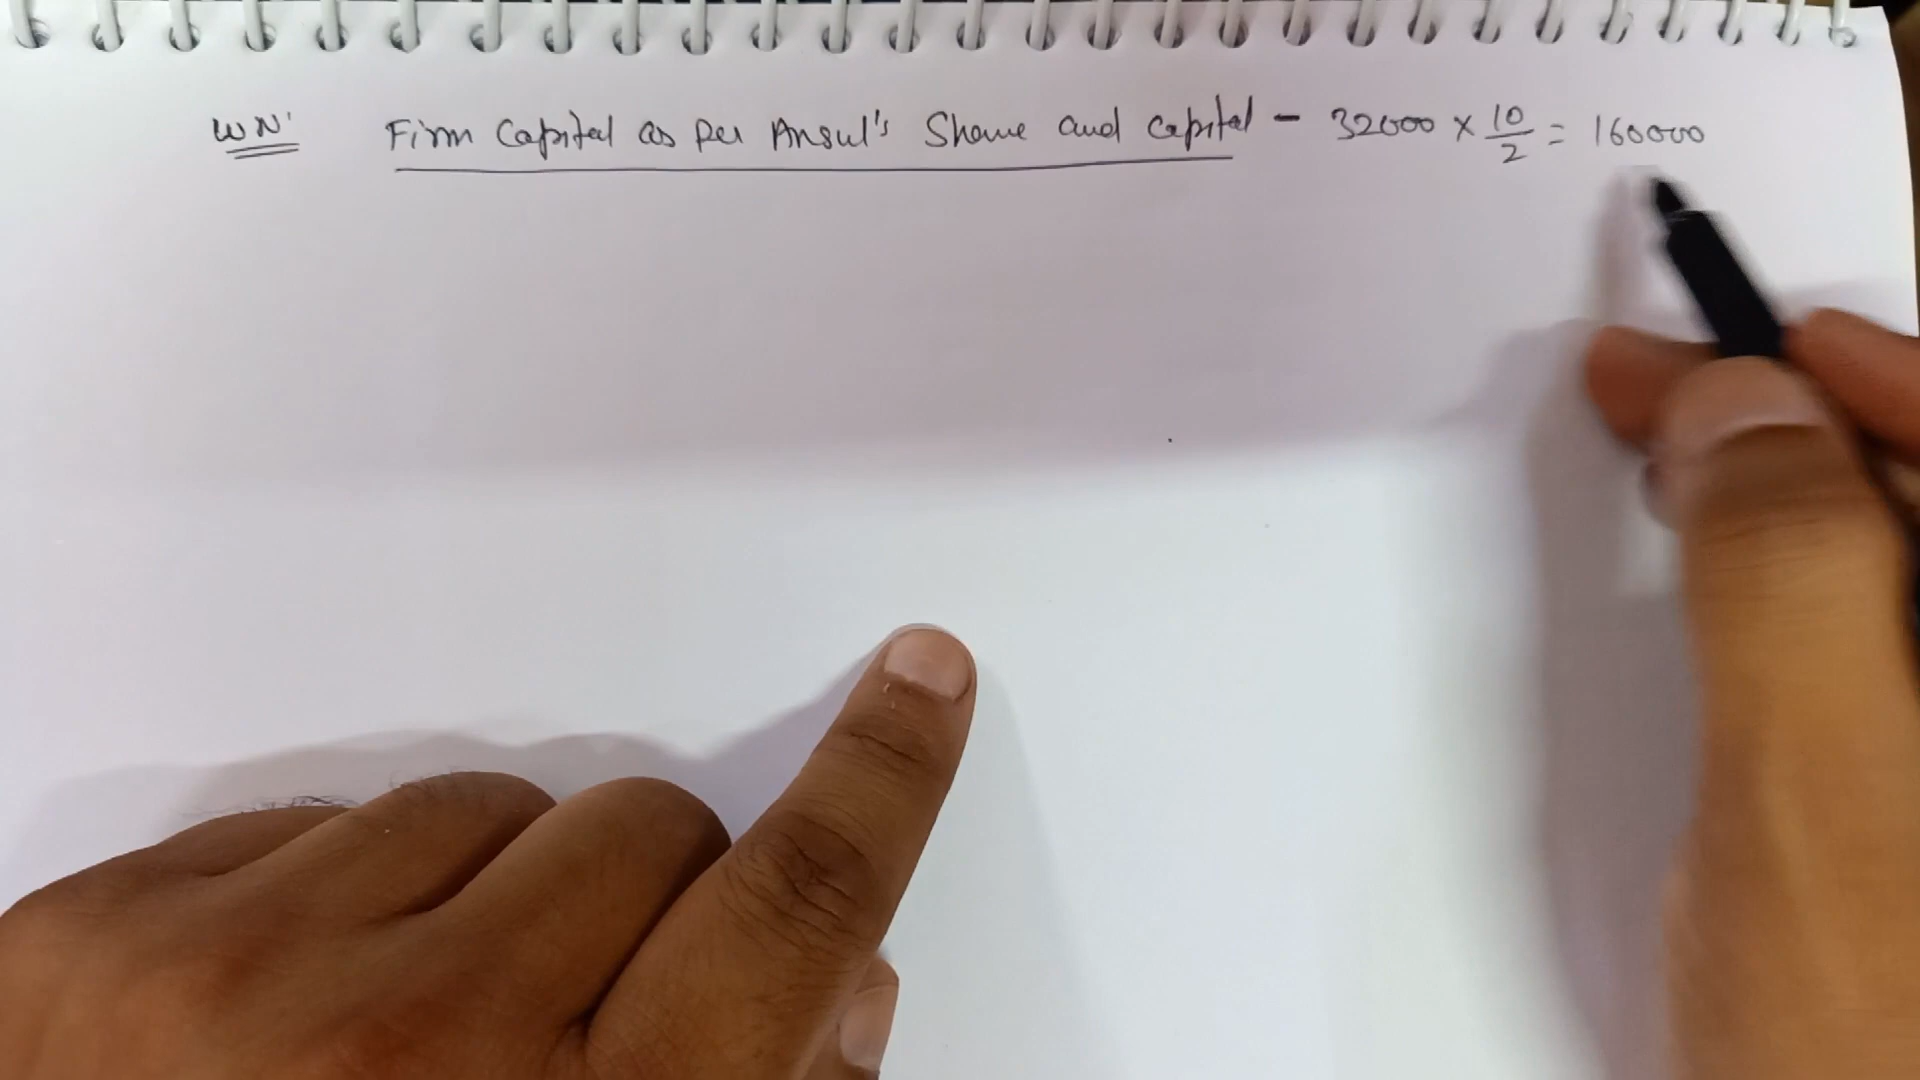 WN' Firm Capital as Per Ansul's Share and Capital - 32000 × 10/2 = 160000